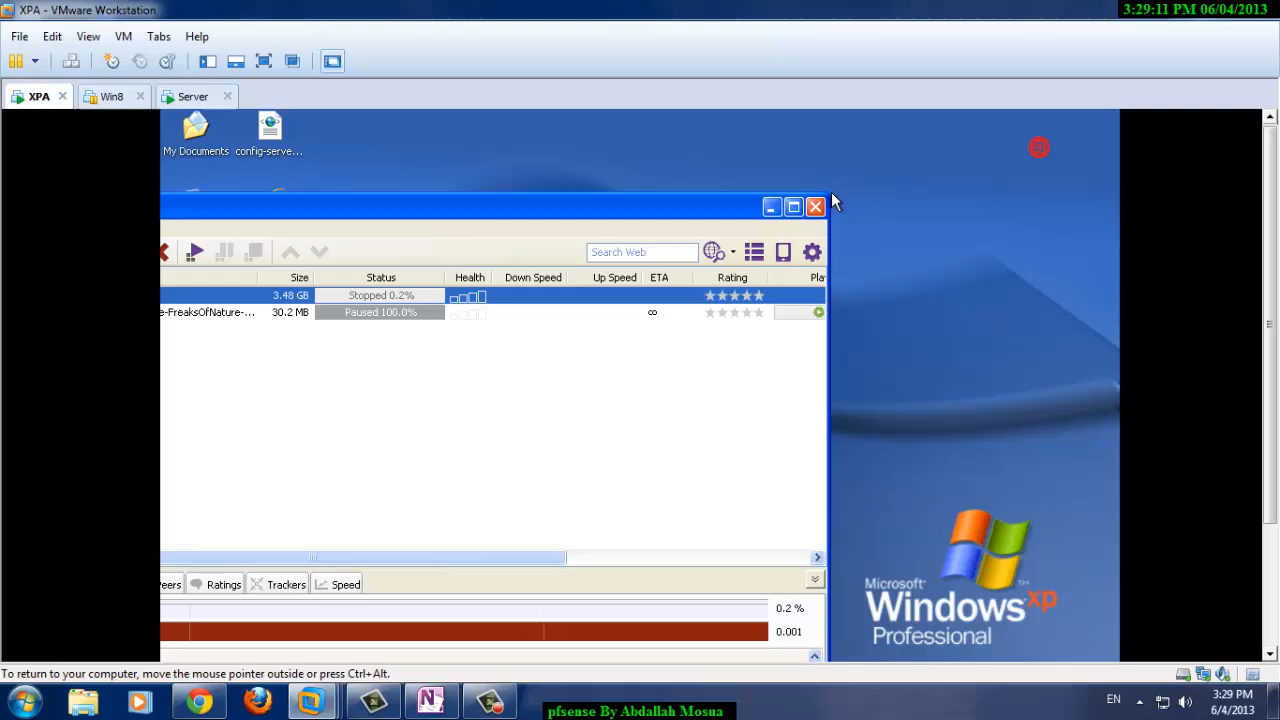 XPA - VMware Workstation
3:29:11 PM 06/04/2013
File Edit View VM Tabs Help
XPA Win8 Server
My Documents config-serve...
Search Web
Size Status Health Down Speed Up Speed ETA Rating Pla
3.48 GB Stopped 0.2%
e-FreaksOfNature-... 30.2 MB Paused 100.0% ∞
eers Ratings Trackers Speed
0.2 %
0.001
Microsoft®
Windows xp
Professional
To return to your computer, move the mouse pointer outside or press Ctrl+Alt.
EN 3:29 PM
6/4/2013
pfsense By Abdallah Mosua